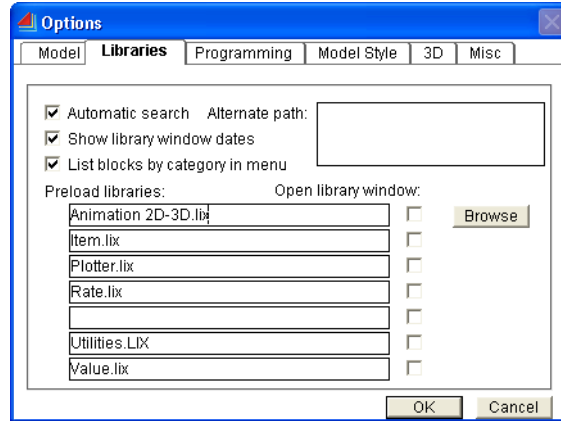 Options
Model Libraries Programming Model Style 3D Misc
Automatic search Alternate path:
Show library window dates
List blocks by category in menu
Preload libraries: Open library window:
Animation 2D-3D.lix
Browse
Item.lix
Plotter.lix
Rate.lix
Utilities.LIX
Value.lix
OK Cancel